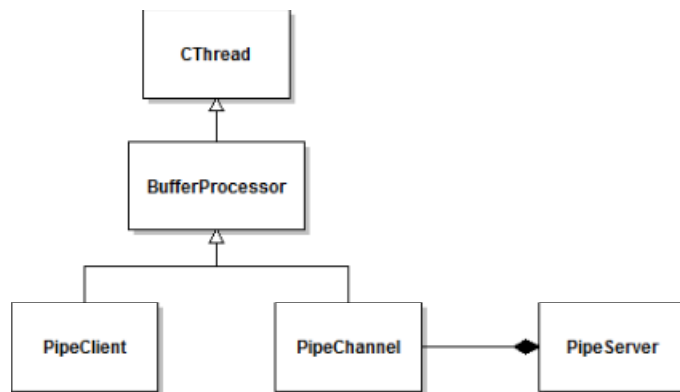 CThread
BufferProcessor
PipeClient
PipeChannel
PipeServer